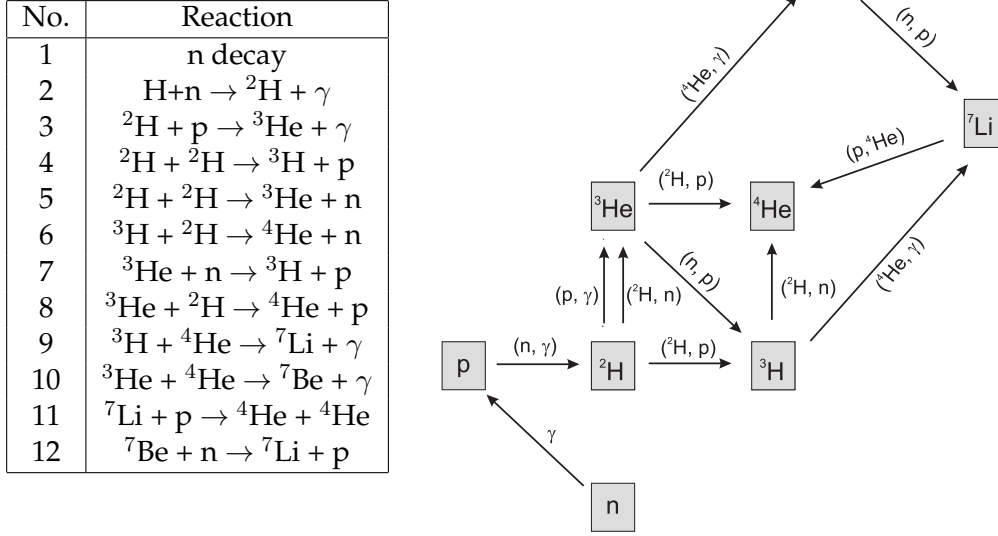 No. Reaction
1 n decay
2 H+n → ²H + γ
3 ²H + p → ³He + γ
4 ²H + ²H → ³H + p
5 ²H + ²H → ³He + n
6 ³H + ²H → ⁴He + n
7 ³He + n → ³H + p
8 ³He + ²H → ⁴He + p
9 ³H + ⁴He → ⁷Li + γ
10 ³He + ⁴He → ⁷Be + γ
11 ⁷Li + p → ⁴He + ⁴He
12 ⁷Be + n → ⁷Li + p
(⁴He, γ)
(n, p)
⁷Li
(p,⁴He)
³He
(²H, p)
⁴He
(n, p)
(⁴He, γ)
(p, γ)
(²H, n)
(²H, n)
p
(n, γ)
²H
(²H, p)
³H
γ
n